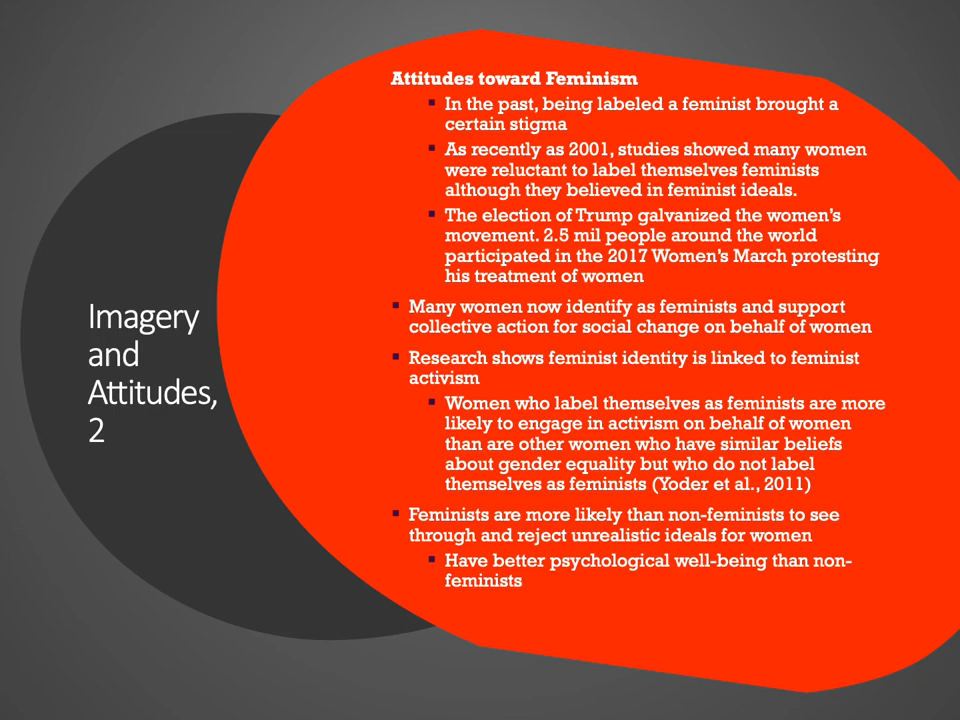 Imagery
and
Attitudes,
2
Attitudes toward Feminism
▪ In the past, being labeled a feminist brought a
certain stigma
▪ As recently as 2001, studies showed many women
were reluctant to label themselves feminists
although they believed in feminist ideals.
▪ The election of Trump galvanized the women's
movement. 2.5 mil people around the world
participated in the 2017 Women's March protesting
his treatment of women
▪ Many women now identify as feminists and support
collective action for social change on behalf of women
▪ Research shows feminist identity is linked to feminist
activism
▪ Women who label themselves as feminists are more
likely to engage in activism on behalf of women
than are other women who have similar beliefs
about gender equality but who do not label
themselves as feminists (Yoder et al., 2011)
▪ Feminists are more likely than non-feminists to see
through and reject unrealistic ideals for women
▪ Have better psychological well-being than non-
feminists